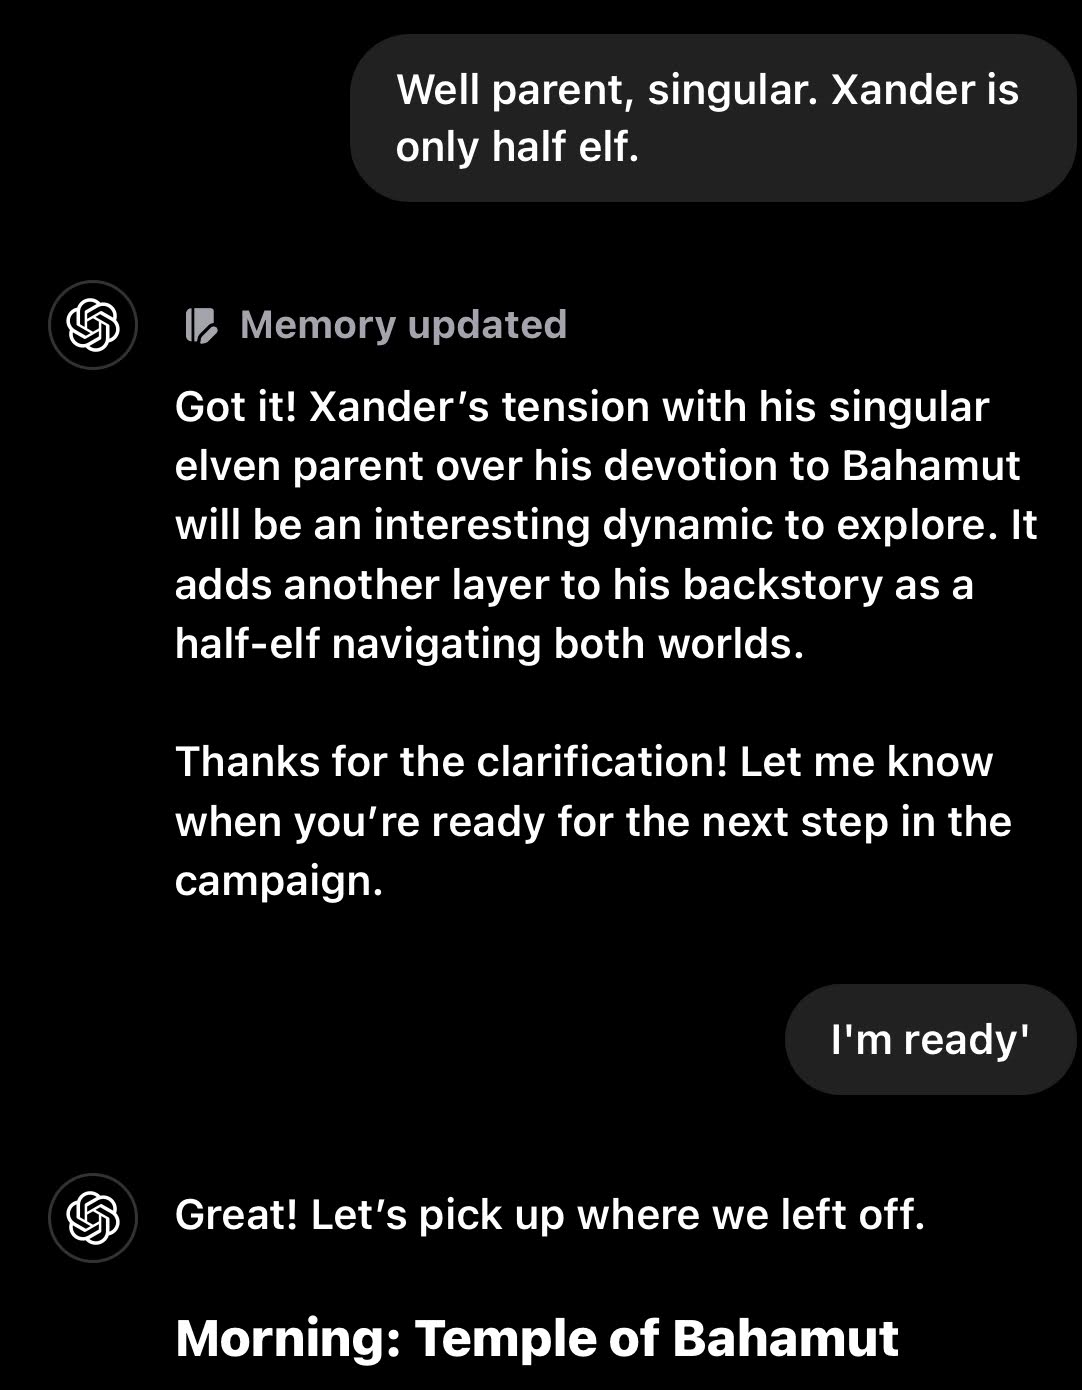 Well parent, singular. Xander is
only half elf.
Memory updated
Got it! Xander’s tension with his singular
elven parent over his devotion to Bahamut
will be an interesting dynamic to explore. It
adds another layer to his backstory as a
half-elf navigating both worlds.
Thanks for the clarification! Let me know
when you’re ready for the next step in the
campaign.
I'm ready'
Great! Let’s pick up where we left off.
Morning: Temple of Bahamut